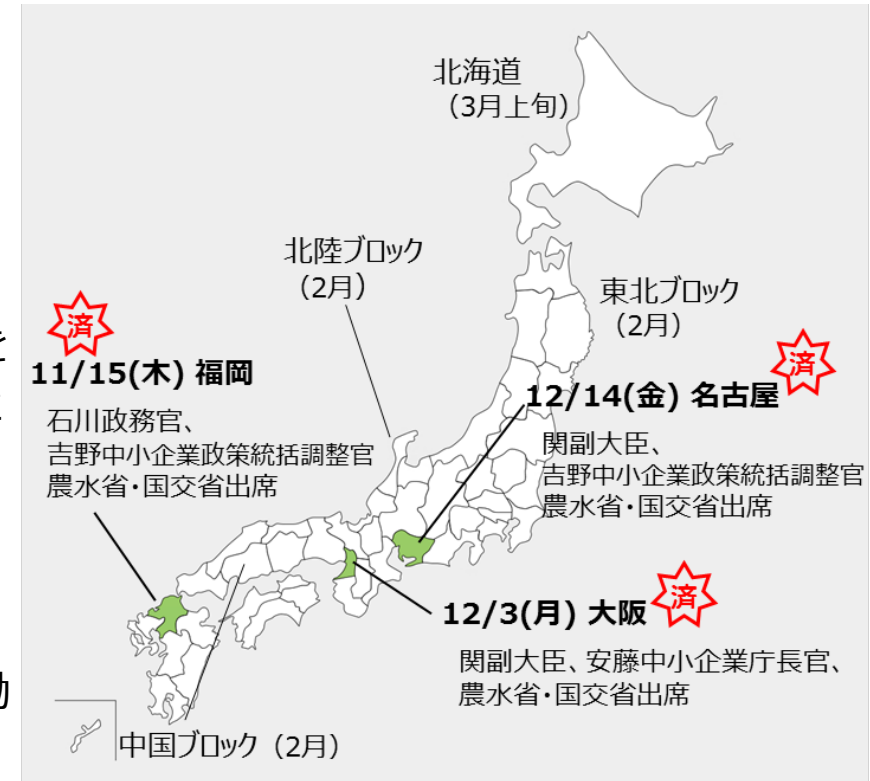 北海道
(3月上旬)
北陸ブロック
(2月)
東北ブロック
(2月)
済
11/15(木) 福岡
石川政務官、
吉野中小企業政策統括調整官
農水省・国交省出席
済
12/14(金) 名古屋
関副大臣、
吉野中小企業政策統括調整官
農水省・国交省出席
済
12/3(月) 大阪
関副大臣、安藤中小企業庁長官、
農水省・国交省出席
中国ブロック (2月)